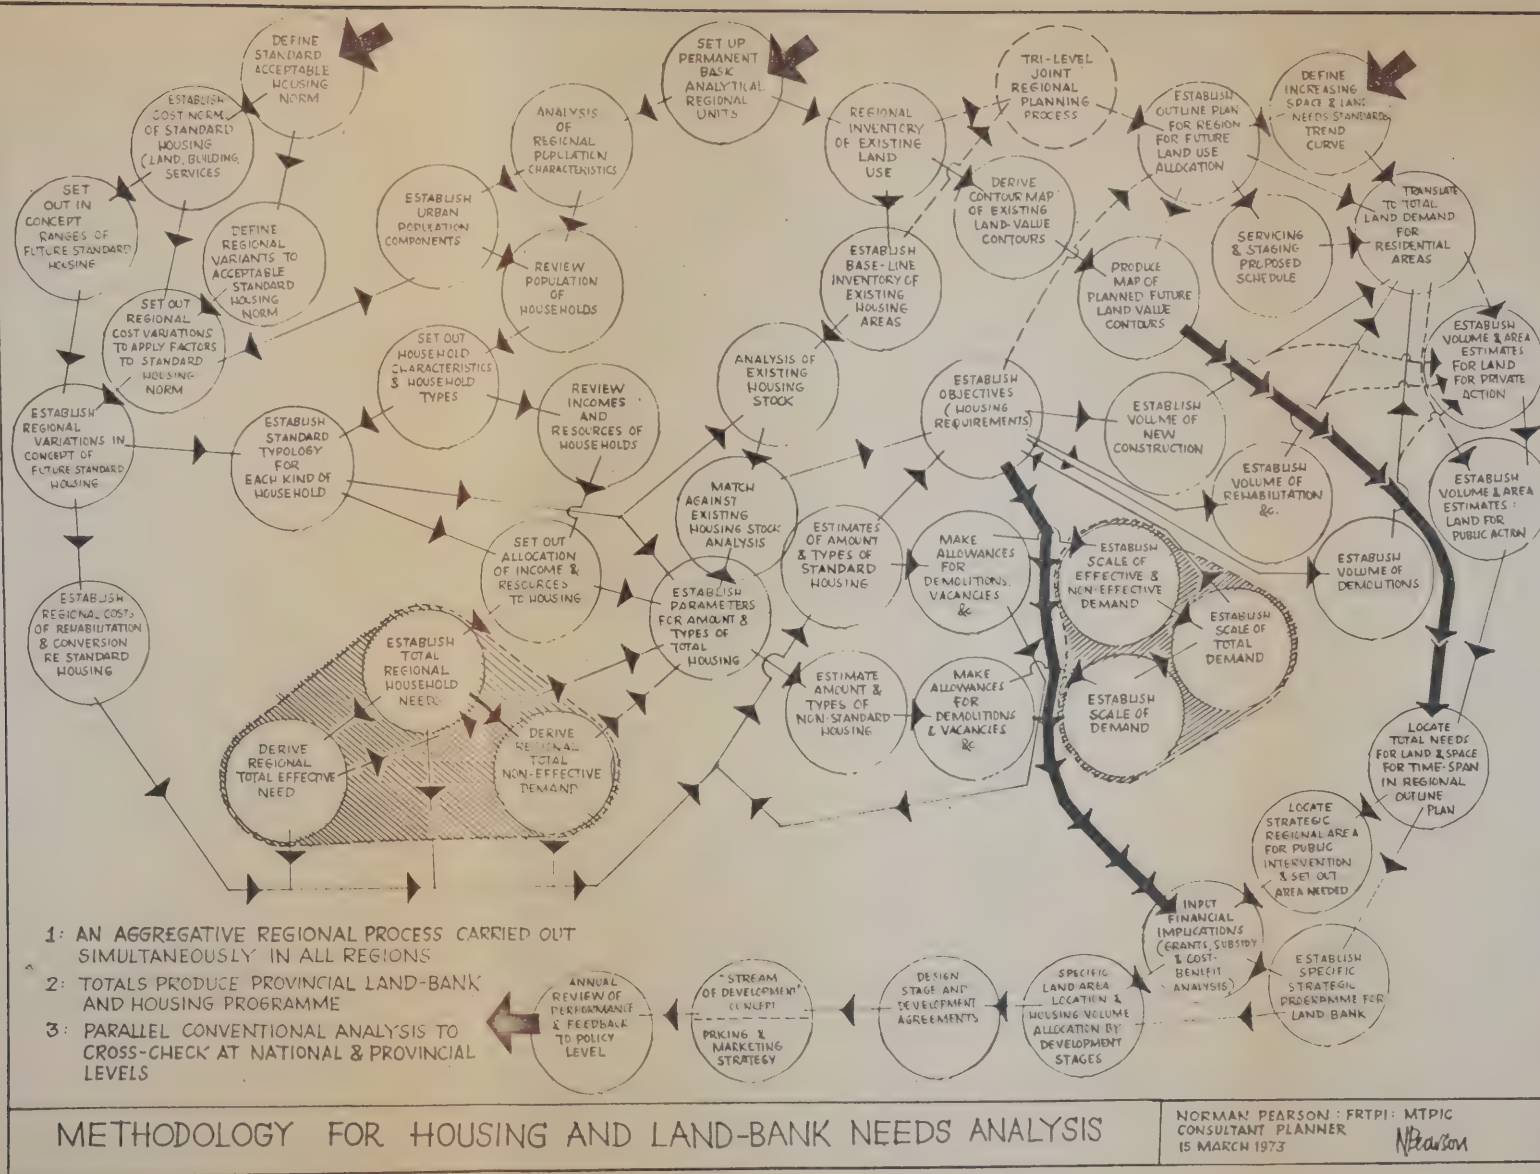 DEFINE
STANDARD
ACCEPTABLE
HOUSING
NORM
ESTABLISH
COST NORM
OF STANDARD
HOUSING
(LAND, BUILDING,
SERVICES
SET
OUT IN
CONCEPT
RANGES OF
FUTURE STANDARD
HOUSING
DEFINE
REGIONAL
VARIANTS TO
ACCEPTABLE
STANDARD
HOUSING
NORM
SET OUT
REGIONAL
COST VARIATIONS
TO APPLY FACTORS
TO STANDARD
HOUSING
NORM
ESTABLISH
REGIONAL
VARIATIONS IN
CONCEPT OF
FUTURE STANDARD
HOUSING
ESTABLISH
REGIONAL COSTS
OF REHABILITATION
& CONVERSION
RE STANDARD
HOUSING
SET UP
PERMANENT
BASIC
ANALYTICAL
REGIONAL
UNITS
ANALYSIS
OF
REGIONAL
POPULATION
CHARACTERISTICS
ESTABLISH
URBAN
POPULATION
COMPONENTS
REVIEW
POPULATION
OF
HOUSEHOLDS
SET OUT
HOUSEHOLD
CHARACTERISTICS
& HOUSEHOLD
TYPES
REVIEW
INCOMES
AND
RESOURCES OF
HOUSEHOLDS
ESTABLISH
STANDARD
TYPOLOGY
FOR
EACH KIND OF
HOUSEHOLD
SET OUT
ALLOCATION
OF INCOME &
RESOURCES
TO HOUSING
ESTABLISH
TOTAL
REGIONAL
HOUSEHOLD
NEED
DERIVE
REGIONAL
TOTAL EFFECTIVE
NEED
DERIVE
REGIONAL
TOTAL
NON-EFFECTIVE
DEMAND
REGIONAL
INVENTORY
OF EXISTING
LAND
USE
TRI-LEVEL
JOINT
REGIONAL
PLANNING
PROCESS
ESTABLISH
OUTLINE PLAN
FOR REGION
FOR FUTURE
LAND USE
ALLOCATION
DEFINE
INCREASING
SPACE & LAND
NEEDS STANDARDS
TREND
CURVE
DERIVE
CONTOUR MAP
OF EXISTING
LAND-VALUE
CONTOURS
ESTABLISH
BASE-LINE
INVENTORY OF
EXISTING
HOUSING
AREAS
PRODUCE
MAP OF
PLANNED FUTURE
LAND VALUE
CONTOURS
SERVICING
& STAGING
PROPOSED
SCHEDULE
TRANSLATE
TO TOTAL
LAND DEMAND
FOR
RESIDENTIAL
AREAS
ESTABLISH
VOLUME & AREA
ESTIMATES
FOR LAND
FOR PRIVATE
ACTION
ANALYSIS OF
EXISTING
HOUSING
STOCK
ESTABLISH
OBJECTIVES
(HOUSING
REQUIREMENTS)
ESTABLISH
VOLUME OF
NEW
CONSTRUCTION
ESTABLISH
VOLUME OF
REHABILITATION
&C.
ESTABLISH
VOLUME & AREA
ESTIMATES:
LAND FOR
PUBLIC ACTION
MATCH
AGAINST
EXISTING
HOUSING STOCK
ANALYSIS
ESTIMATES
OF AMOUNT
& TYPES OF
STANDARD
HOUSING
MAKE
ALLOWANCES
FOR
DEMOLITIONS,
VACANCIES
&C
ESTABLISH
SCALE OF
EFFECTIVE &
NON-EFFECTIVE
DEMAND
ESTABLISH
VOLUME OF
DEMOLITIONS
ESTABLISH
PARAMETERS
FOR AMOUNT &
TYPES OF
TOTAL
HOUSING
ESTABLISH
SCALE OF
TOTAL
DEMAND
ESTIMATE
AMOUNT &
TYPES OF
NON-STANDARD
HOUSING
MAKE
ALLOWANCES
FOR
DEMOLITIONS
& VACANCIES
&C
ESTABLISH
SCALE OF
DEMAND
LOCATE
TOTAL NEEDS
FOR LAND & SPACE
FOR TIME-SPAN
IN REGIONAL
OUTLINE
PLAN
LOCATE
STRATEGIC
REGIONAL AREA
FOR PUBLIC
INTERVENTION
& SET OUT
AREA NEEDED
INPUT
FINANCIAL
IMPLICATIONS
(GRANTS, SUBSIDY
& COST-
BENEFIT
ANALYSIS)
ESTABLISH
SPECIFIC
STRATEGIC
PROGRAMME FOR
LAND BANK
SPECIFIC
LAND AREA
LOCATION &
HOUSING VOLUME
ALLOCATION BY
DEVELOPMENT
STAGES
DESIGN
STAGE AND
DEVELOPMENT
AGREEMENTS
"STREAM
OF DEVELOPMENT"
CONCEPT
PRICING &
MARKETING
STRATEGY
ANNUAL
REVIEW OF
PERFORMANCE
& FEEDBACK
TO POLICY
LEVEL
1: AN AGGREGATIVE REGIONAL PROCESS CARRIED OUT
SIMULTANEOUSLY IN ALL REGIONS
2: TOTALS PRODUCE PROVINCIAL LAND-BANK
AND HOUSING PROGRAMME
3: PARALLEL CONVENTIONAL ANALYSIS TO
CROSS-CHECK AT NATIONAL & PROVINCIAL
LEVELS
METHODOLOGY FOR HOUSING AND LAND-BANK NEEDS ANALYSIS
NORMAN PEARSON: FRTPI: MTPIC
CONSULTANT PLANNER
15 MARCH 1973
NPearson